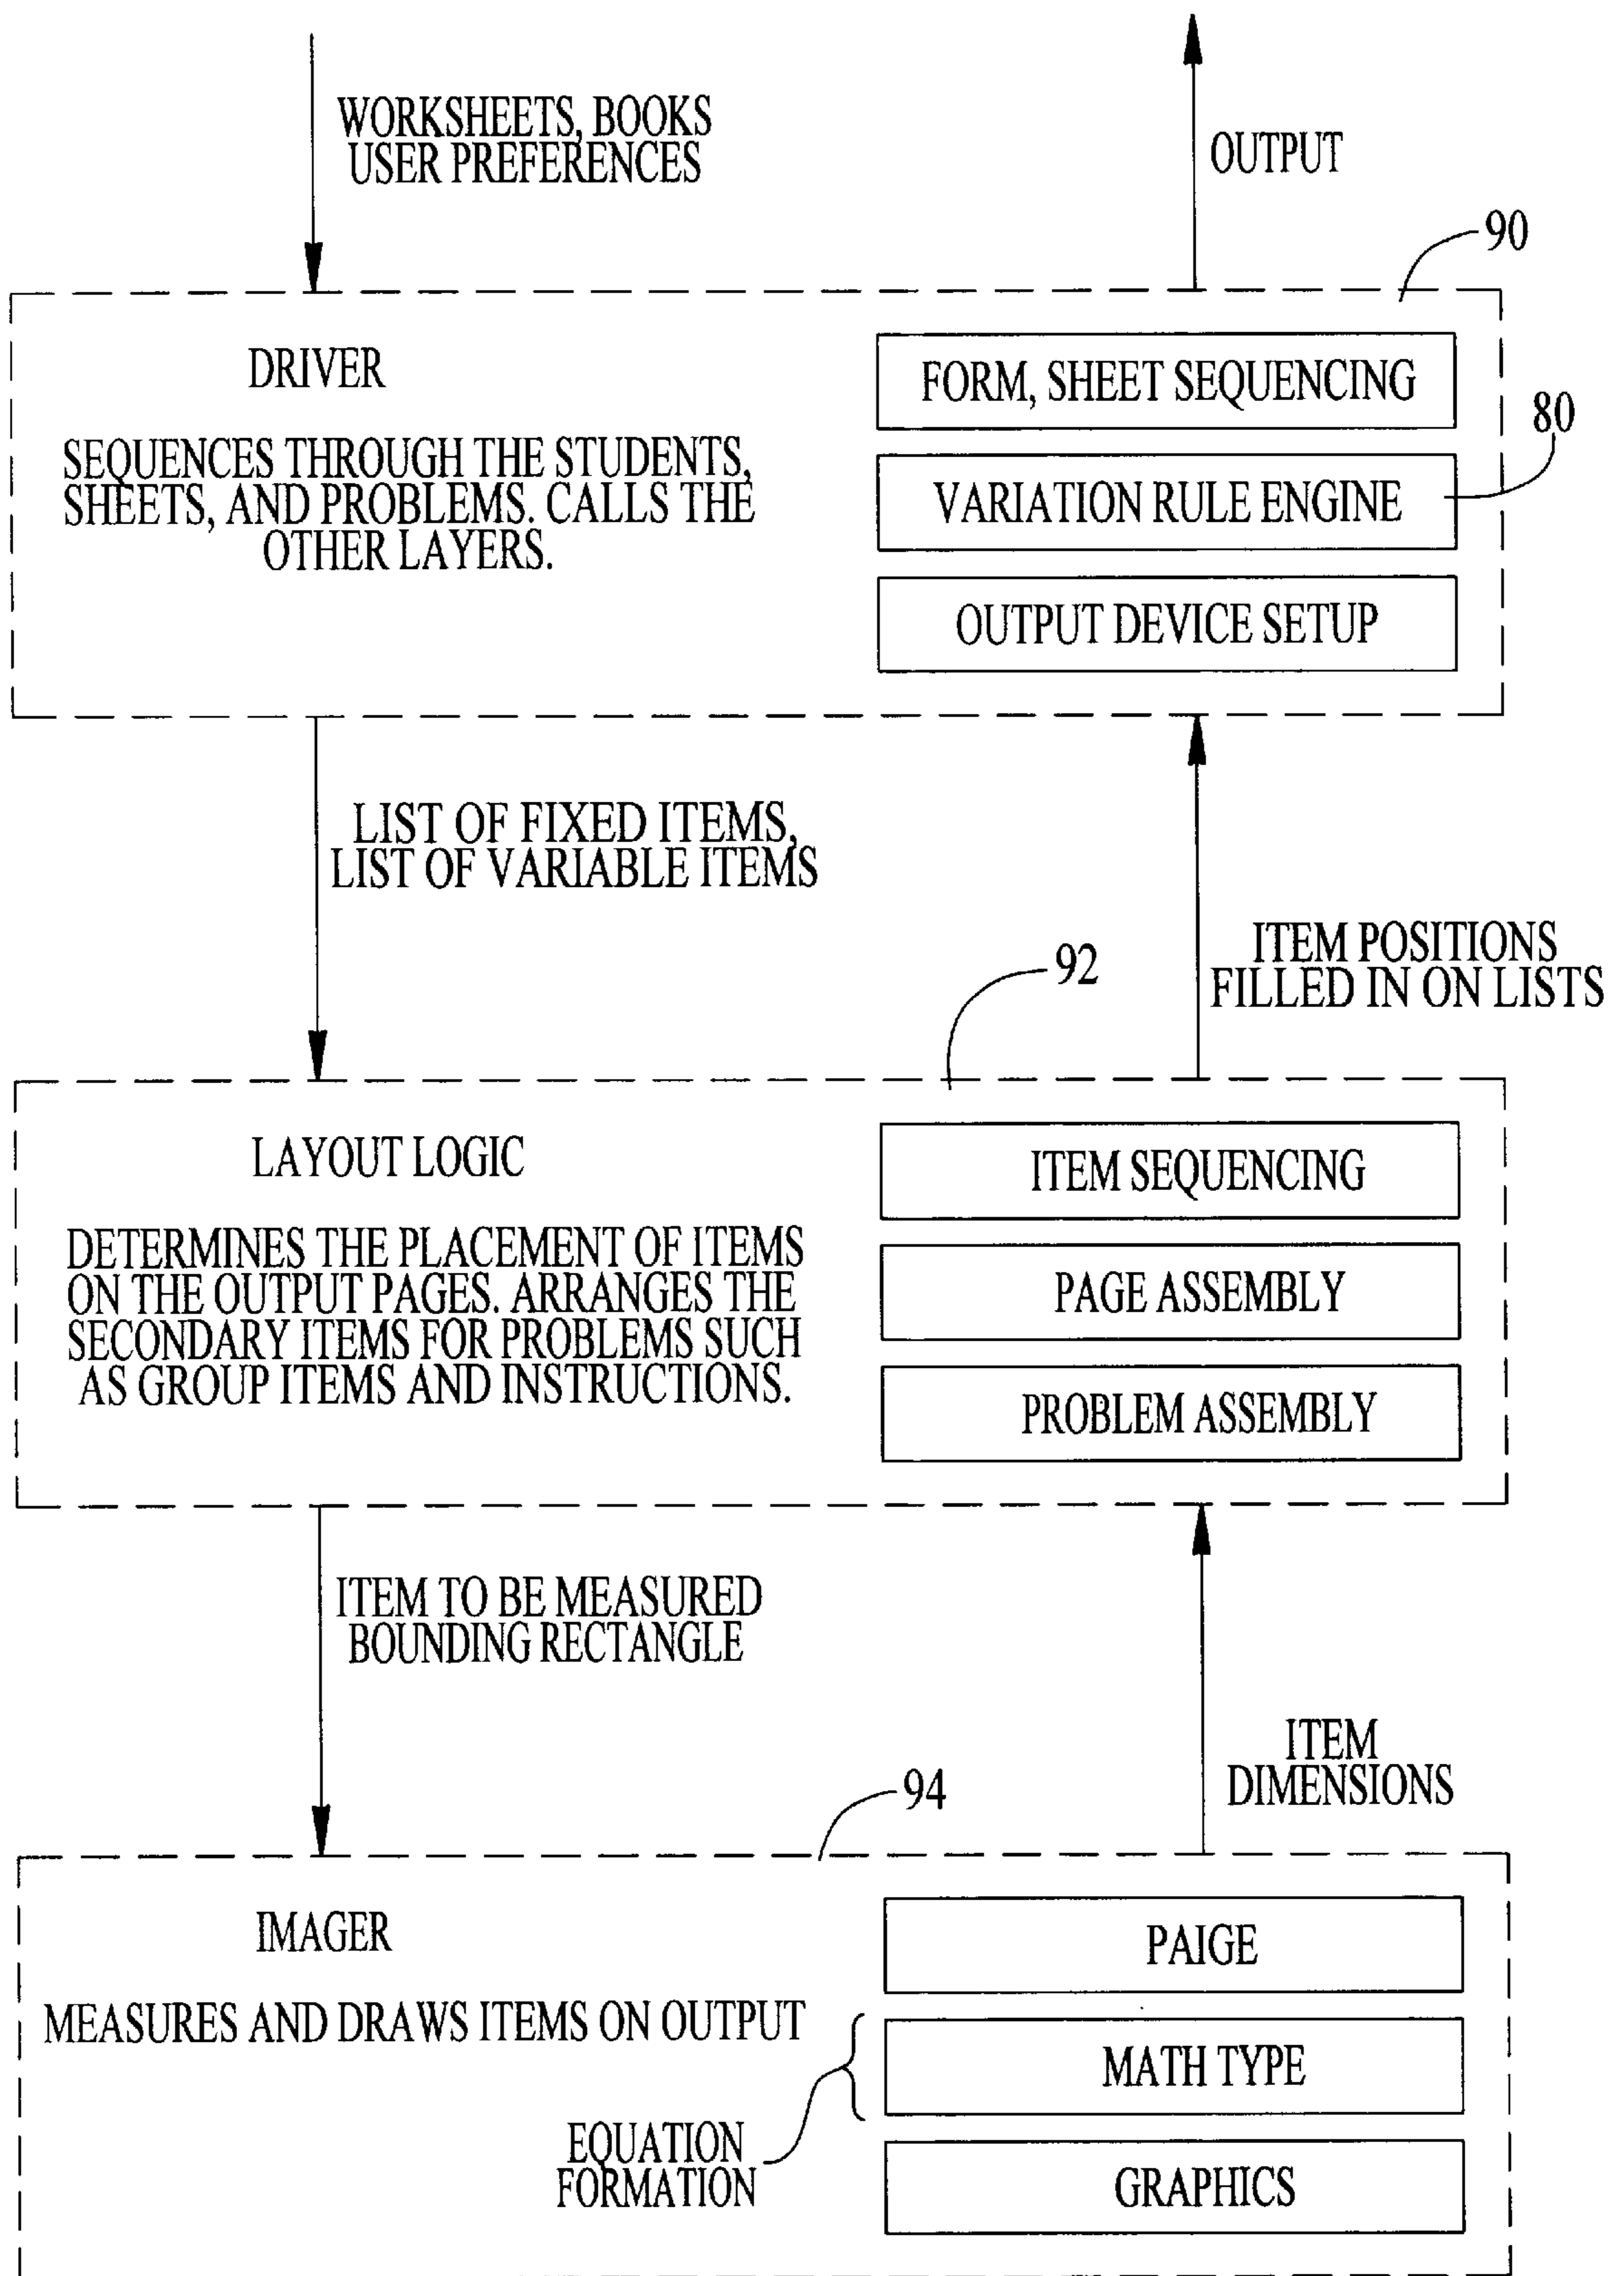 WORKSHEETS, BOOKS
USER PREFERENCES
OUTPUT
90
DRIVER
SEQUENCES THROUGH THE STUDENTS,
SHEETS, AND PROBLEMS. CALLS THE
OTHER LAYERS.
FORM, SHEET SEQUENCING
80
VARIATION RULE ENGINE
OUTPUT DEVICE SETUP
LIST OF FIXED ITEMS,
LIST OF VARIABLE ITEMS
ITEM POSITIONS
FILLED IN ON LISTS
92
LAYOUT LOGIC
DETERMINES THE PLACEMENT OF ITEMS
ON THE OUTPUT PAGES. ARRANGES THE
SECONDARY ITEMS FOR PROBLEMS SUCH
AS GROUP ITEMS AND INSTRUCTIONS.
ITEM SEQUENCING
PAGE ASSEMBLY
PROBLEM ASSEMBLY
ITEM TO BE MEASURED
BOUNDING RECTANGLE
ITEM
DIMENSIONS
94
IMAGER
MEASURES AND DRAWS ITEMS ON OUTPUT
PAIGE
MATH TYPE
EQUATION
FORMATION
GRAPHICS